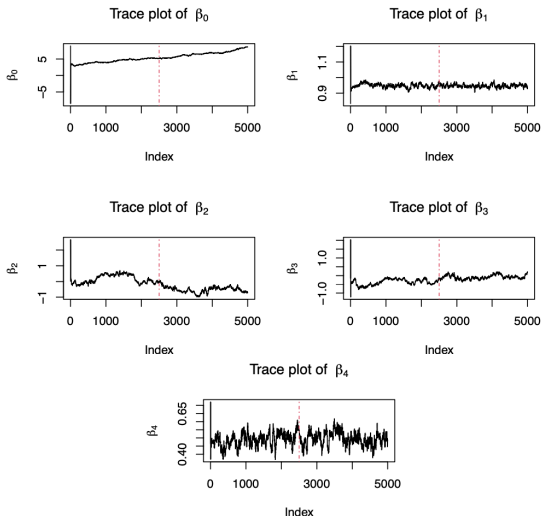 Trace plot of β0
Trace plot of β1
β0
5
−5
0 1000 3000 5000
Index
β1
1.1
0.9
0 1000 3000 5000
Index
Trace plot of β2
Trace plot of β3
β2
1
−1
0 1000 3000 5000
Index
β3
1.0
−1.0
0 1000 3000 5000
Index
Trace plot of β4
β4
0.65
0.40
0 1000 3000 5000
Index